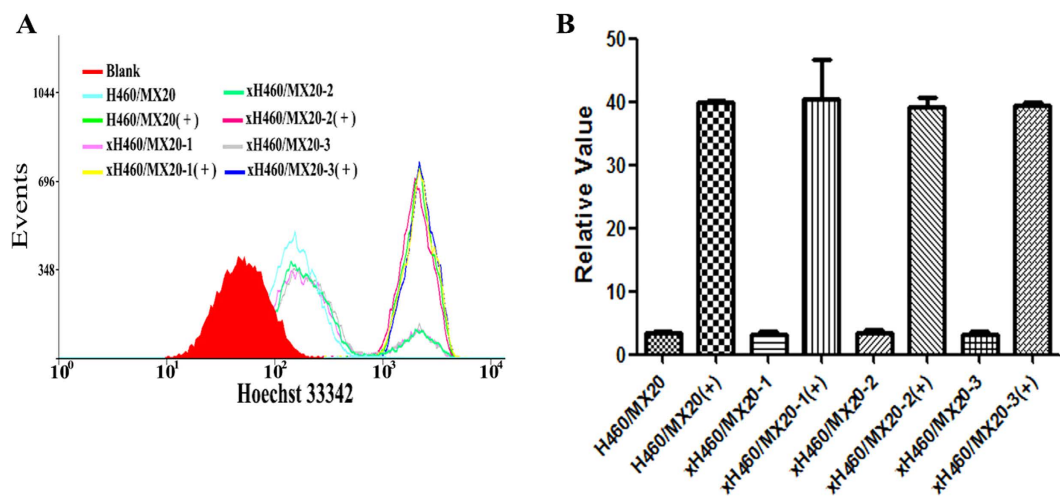 A
Blank
H460/MX20
H460/MX20(+)
xH460/MX20-1
xH460/MX20-1(+)
xH460/MX20-2
xH460/MX20-2(+)
xH460/MX20-3
xH460/MX20-3(+)
Events
1044
696
348
10^0
10^1
10^2
10^3
10^4
Hoechst 33342
B
Relative Value
50
40
30
20
10
0
H460/MX20
H460/MX20(+)
xH460/MX20-1
xH460/MX20-1(+)
xH460/MX20-2
xH460/MX20-2(+)
xH460/MX20-3
xH460/MX20-3(+)